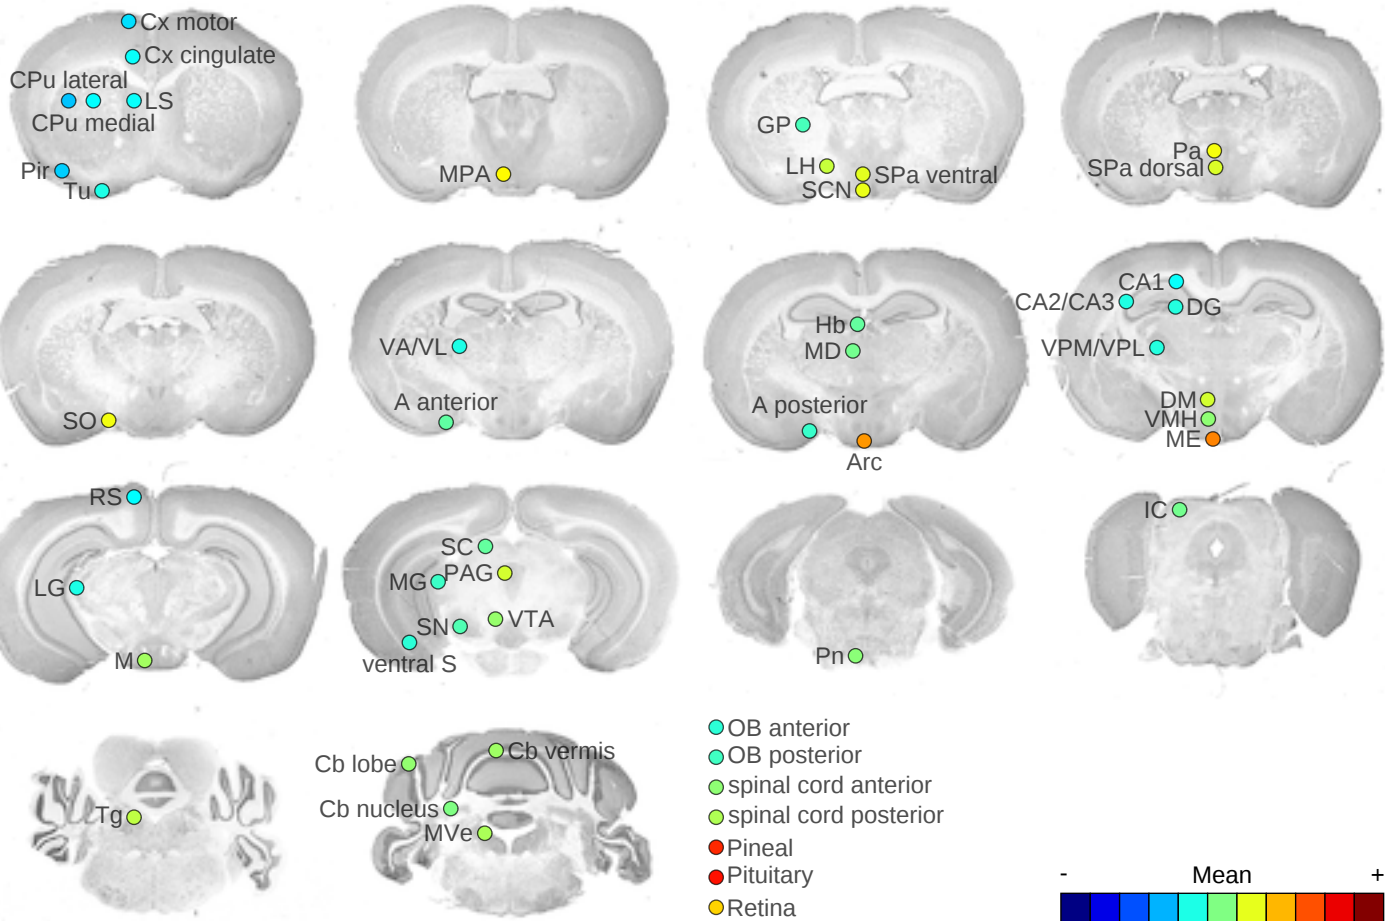 Cx motor
Cx cingulate
CPu lateral
LS
CPu medial
Pir
Tu
MPA
GP
LH
SPa ventral
SCN
Pa
SPa dorsal
SO
VA/VL
A anterior
Hb
MD
A posterior
Arc
CA1
CA2/CA3
DG
VPM/VPL
DM
VMH
ME
RS
LG
M
SC
MG
PAG
SN
VTA
ventral S
Pn
IC
Tg
Cb lobe
Cb vermis
Cb nucleus
MVe
OB anterior
OB posterior
spinal cord anterior
spinal cord posterior
Pineal
Pituitary
Retina
- Mean +